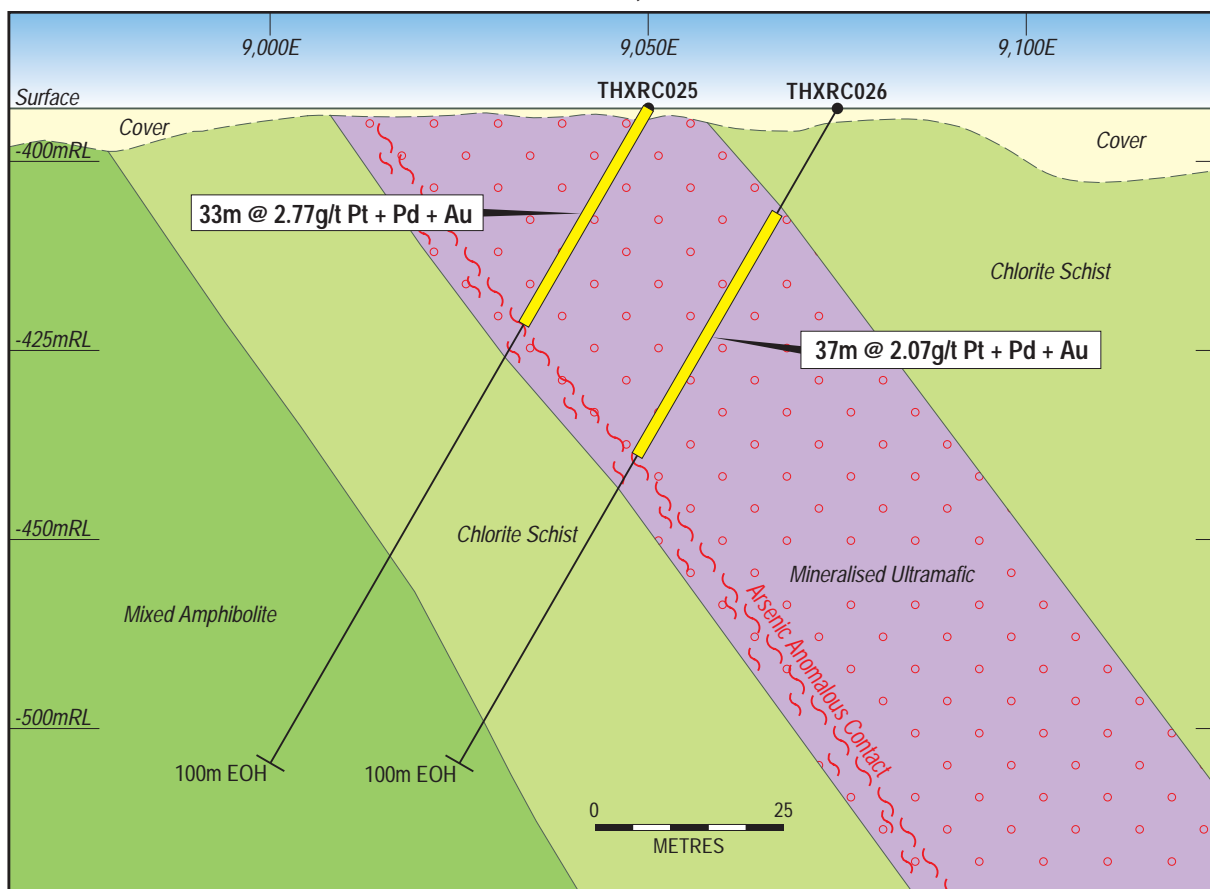 9,000E
9,050E
9,100E
THXRC025
THXRC026
Surface
Cover
Cover
-400mRL
33m @ 2.77g/t Pt + Pd + Au
Chlorite Schist
-425mRL
37m @ 2.07g/t Pt + Pd + Au
-450mRL
Chlorite Schist
Mineralised Ultramafic
Mixed Amphibolite
Arsenic Anomalous Contact
-500mRL
100m EOH
100m EOH
0
25
METRES